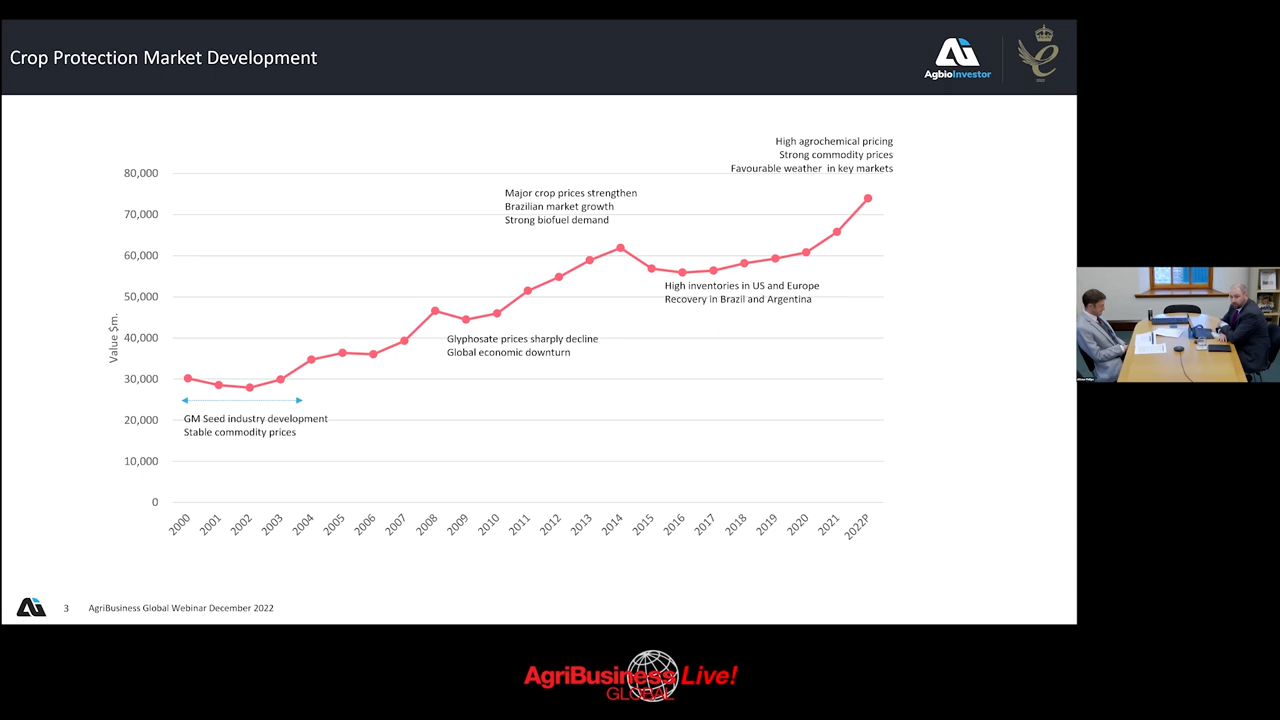 Crop Protection Market Development
AgbioInvestor
High agrochemical pricing
Strong commodity prices
Favourable weather in key markets
Major crop prices strengthen
Brazilian market growth
Strong biofuel demand
High inventories in US and Europe
Recovery in Brazil and Argentina
Glyphosate prices sharply decline
Global economic downturn
GM Seed industry development
Stable commodity prices
Value $m.
80,000
70,000
60,000
50,000
40,000
30,000
20,000
10,000
0
2000 2001 2002 2003 2004 2005 2006 2007 2008 2009 2010 2011 2012 2013 2014 2015 2016 2017 2018 2019 2020 2021 2022P
3 AgriBusiness Global Webinar December 2022
AgriBusiness Live!
GLOBAL